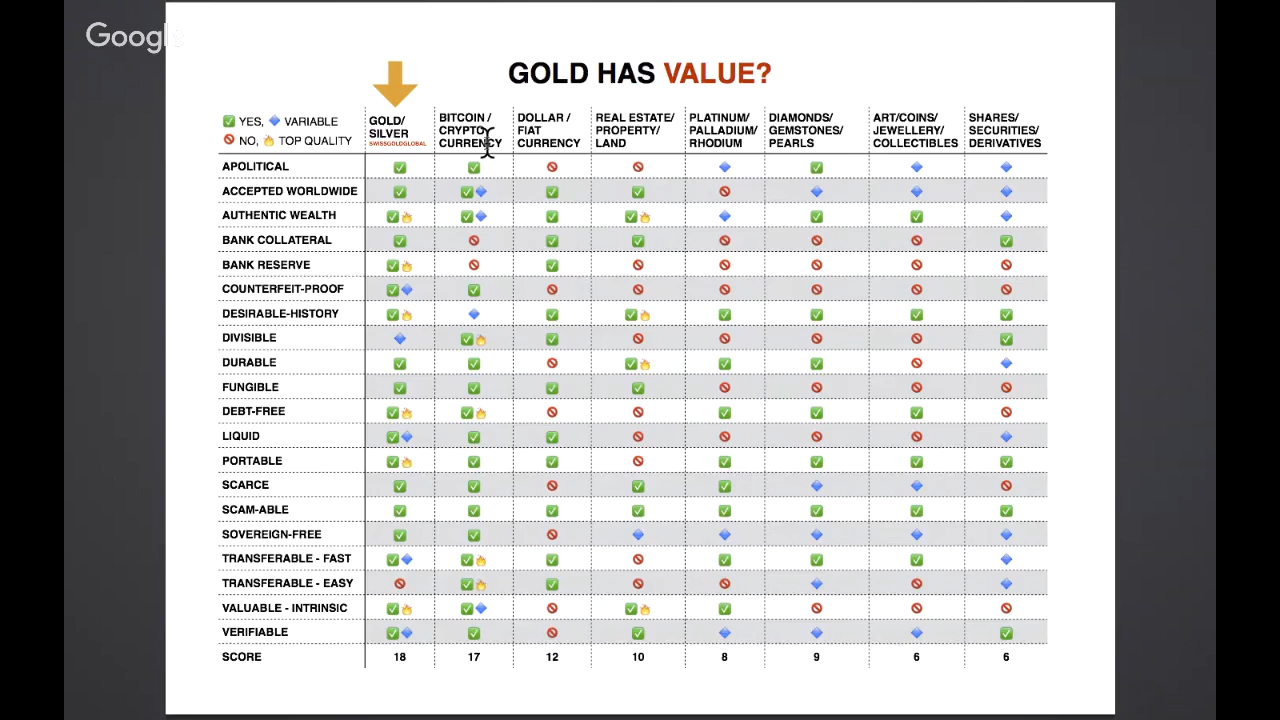 Google
GOLD HAS VALUE?
✅ YES, 🔷 VARIABLE
🚫 NO, 🔥 TOP QUALITY
GOLD/
SILVER
SWISSGOLDGLOBAL
BITCOIN /
CRYPTO
CURRENCY
DOLLAR /
FIAT
CURRENCY
REAL ESTATE/
PROPERTY/
LAND
PLATINUM/
PALLADIUM/
RHODIUM
DIAMONDS/
GEMSTONES/
PEARLS
ART/COINS/
JEWELLERY/
COLLECTIBLES
SHARES/
SECURITIES/
DERIVATIVES
APOLITICAL
ACCEPTED WORLDWIDE
AUTHENTIC WEALTH
BANK COLLATERAL
BANK RESERVE
COUNTERFEIT-PROOF
DESIRABLE-HISTORY
DIVISIBLE
DURABLE
FUNGIBLE
DEBT-FREE
LIQUID
PORTABLE
SCARCE
SCAM-ABLE
SOVEREIGN-FREE
TRANSFERABLE - FAST
TRANSFERABLE - EASY
VALUABLE - INTRINSIC
VERIFIABLE
SCORE 18 17 12 10 8 9 6 6